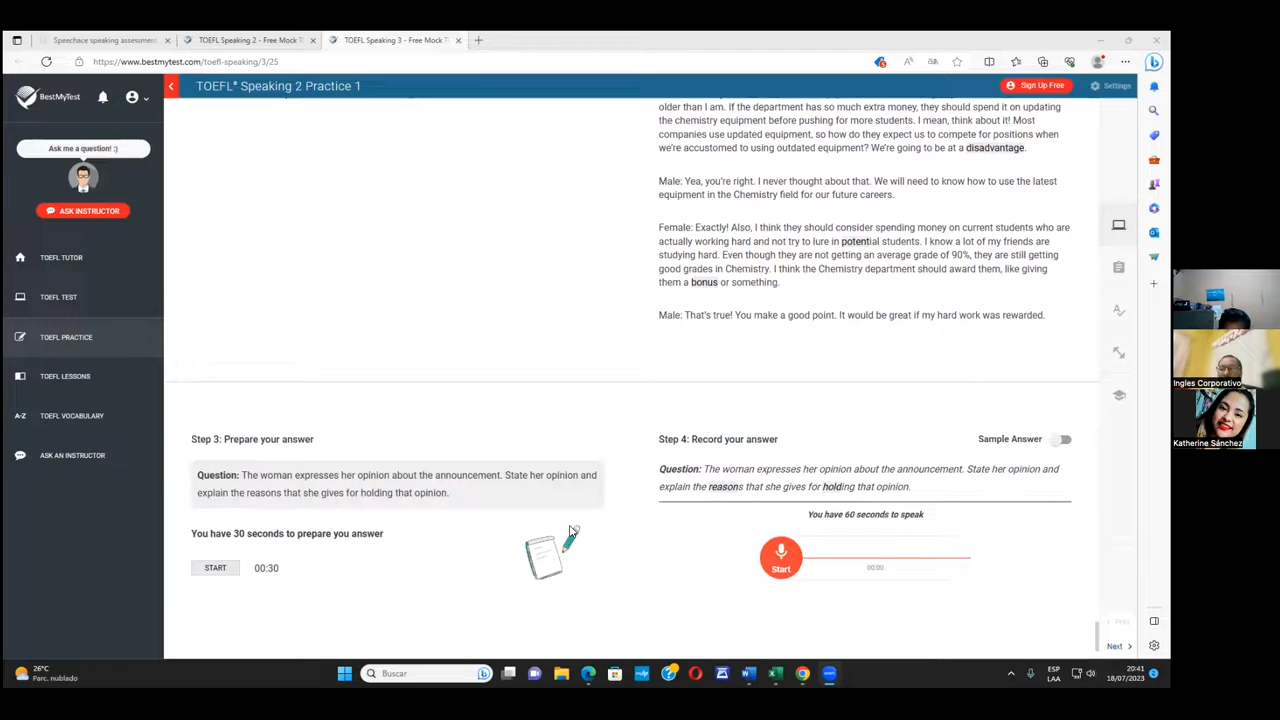 Speechace speaking assessmen
TOEFL Speaking 2 - Free Mock T
TOEFL Speaking 3 - Free Mock T
https://www.bestmytest.com/toefl-speaking/3/25
BestMyTest
TOEFL® Speaking 2 Practice 1
Sign Up Free
Settings
Ask me a question! :)
ASK INSTRUCTOR
TOEFL TUTOR
TOEFL TEST
TOEFL PRACTICE
TOEFL LESSONS
A-Z TOEFL VOCABULARY
ASK AN INSTRUCTOR
older than I am. If the department has so much extra money, they should spend it on updating
the chemistry equipment before pushing for more students. I mean, think about it! Most
companies use updated equipment, so how do they expect us to compete for positions when
we're accustomed to using outdated equipment? We're going to be at a disadvantage.
Male: Yea, you're right. I never thought about that. We will need to know how to use the latest
equipment in the Chemistry field for our future careers.
Female: Exactly! Also, I think they should consider spending money on current students who are
actually working hard and not try to lure in potential students. I know a lot of my friends are
studying hard. Even though they are not getting an average grade of 90%, they are still getting
good grades in Chemistry. I think the Chemistry department should award them, like giving
them a bonus or something.
Male: That's true! You make a good point. It would be great if my hard work was rewarded.
Step 3: Prepare your answer
Question: The woman expresses her opinion about the announcement. State her opinion and
explain the reasons that she gives for holding that opinion.
You have 30 seconds to prepare you answer
START 00:30
Step 4: Record your answer
Sample Answer
Question: The woman expresses her opinion about the announcement. State her opinion and
explain the reasons that she gives for holding that opinion.
You have 60 seconds to speak
Start
00:00
Prev
Next
Ingles Corporativo
Katherine Sánchez
26°C
Parc. nublado
Buscar
ESP
LAA
20:41
18/07/2023